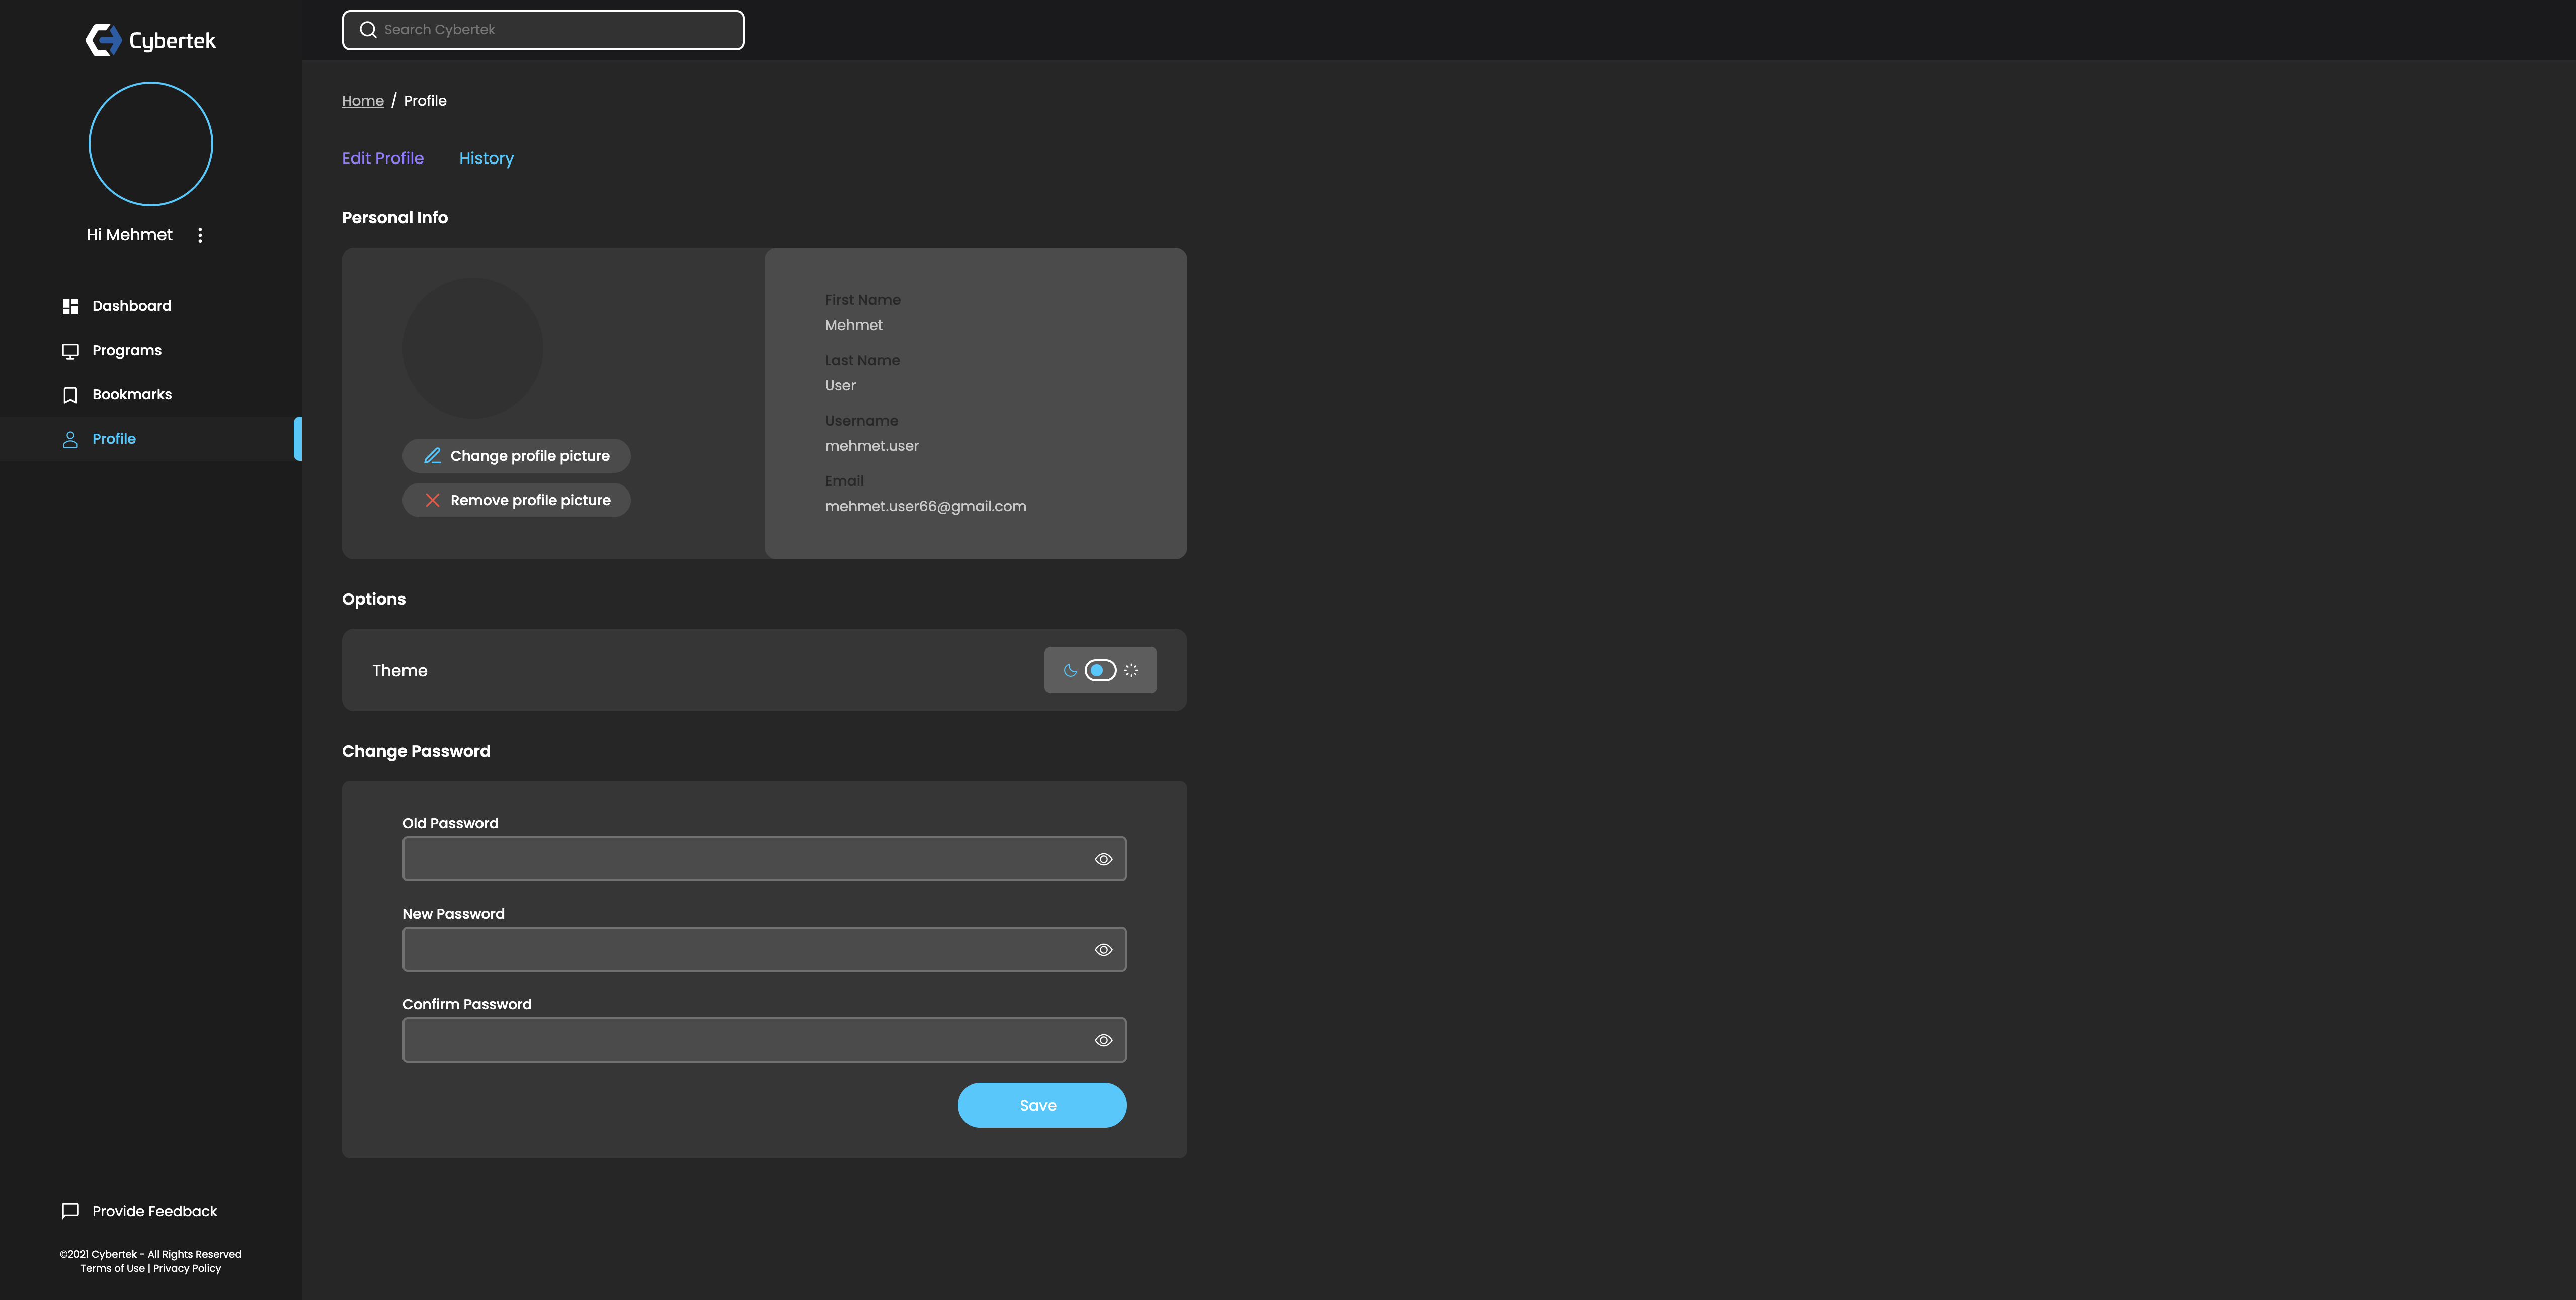 Cybertek
Search Cybertek
Home / Profile
Edit Profile
History
Hi Mehmet
Dashboard
Programs
Bookmarks
Profile
Personal Info
Change profile picture
Remove profile picture
First Name
Mehmet
Last Name
User
Username
mehmet.user
Email
mehmet.user66@gmail.com
Options
Theme
Change Password
Old Password
New Password
Confirm Password
Save
Provide Feedback
©2021 Cybertek - All Rights Reserved
Terms of Use | Privacy Policy